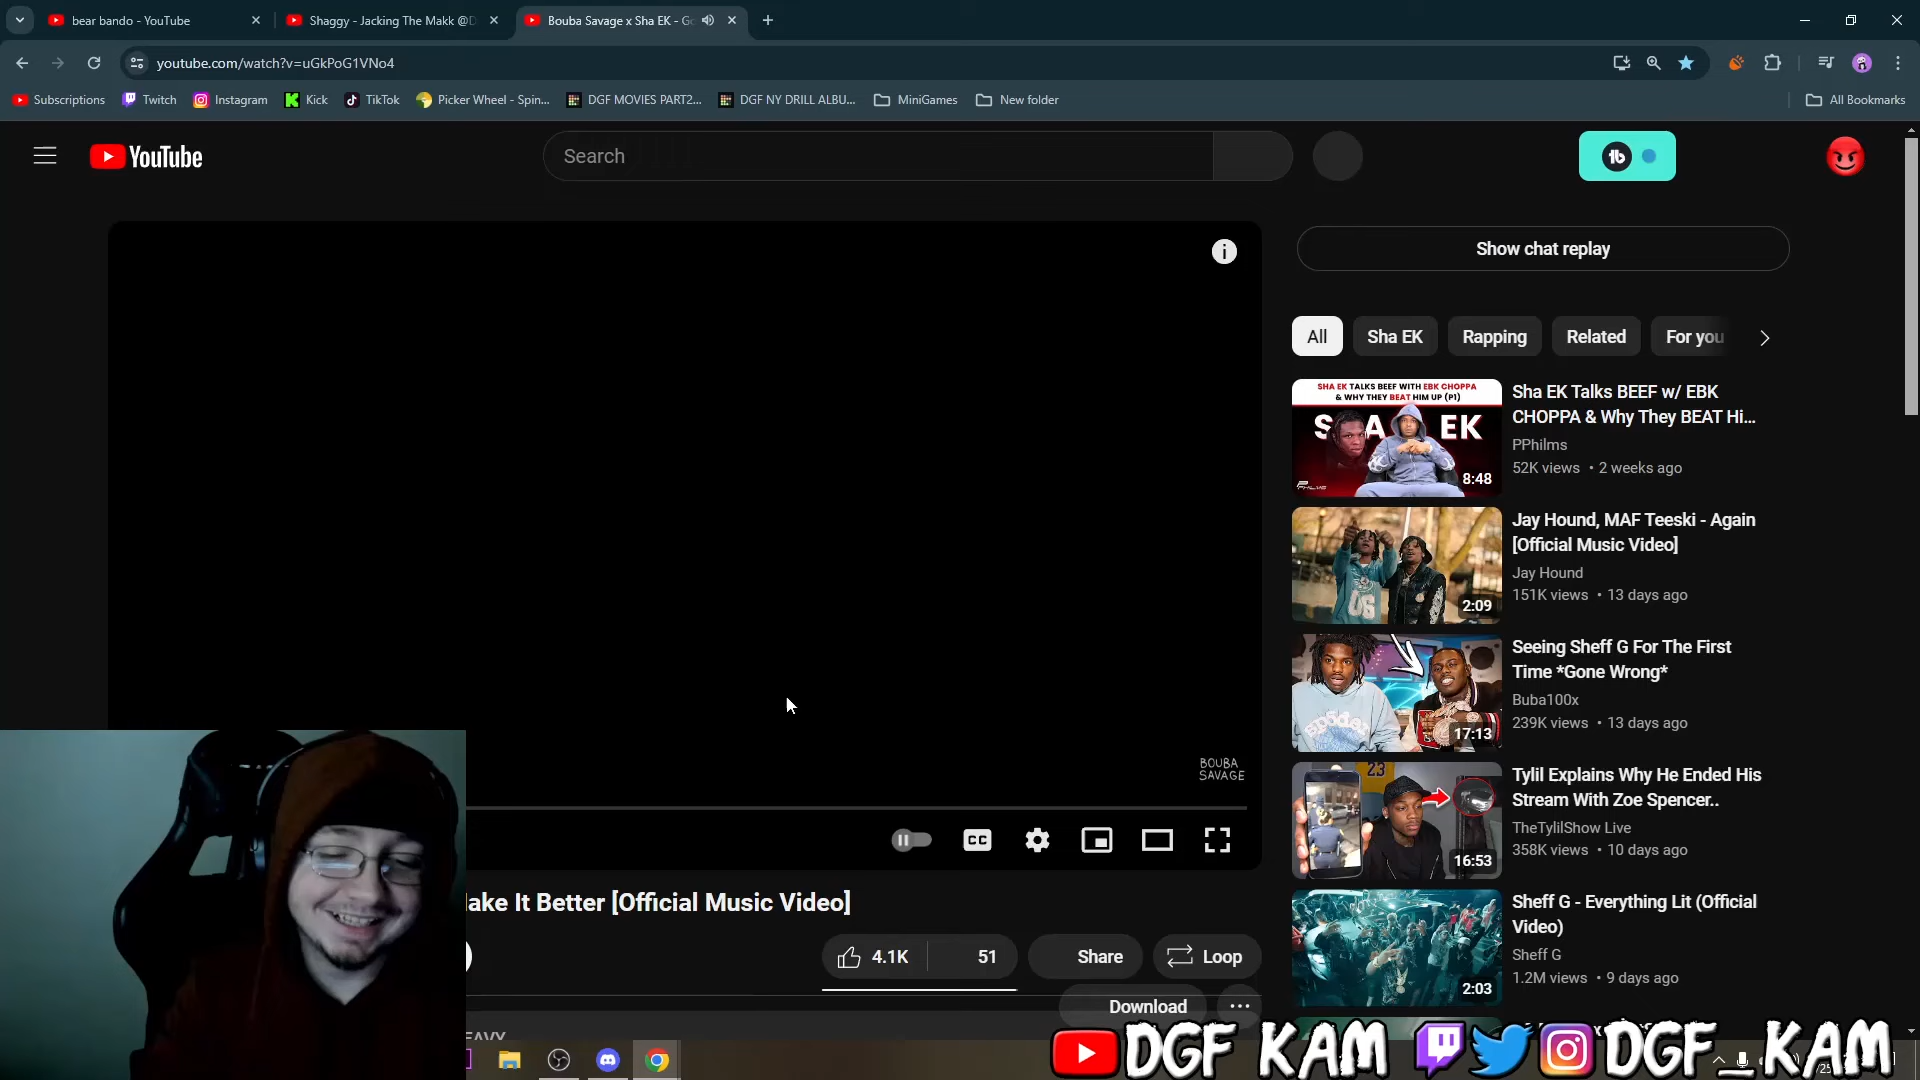 bear bando - YouTube
Shaggy - Jacking The Makk @D
Bouba Savage x Sha EK - Go
youtube.com/watch?v=uGkPoG1VNo4
Subscriptions
Twitch
Instagram
Kick
TikTok
Picker Wheel - Spin...
DGF MOVIES PART2...
DGF NY DRILL ALBU...
MiniGames
New folder
All Bookmarks
YouTube
Search
Show chat replay
All
Sha EK
Rapping
Related
For you
SHA EK TALKS BEEF WITH EBK CHOPPA
& WHY THEY BEAT HIM UP (P1)
SHA EK
8:48
Sha EK Talks BEEF w/ EBK
CHOPPA & Why They BEAT Hi...
PPhilms
52K views • 2 weeks ago
2:09
Jay Hound, MAF Teeski - Again
[Official Music Video]
Jay Hound
151K views • 13 days ago
17:13
Seeing Sheff G For The First
Time *Gone Wrong*
Buba100x
239K views • 13 days ago
23
16:53
Tylil Explains Why He Ended His
Stream With Zoe Spencer..
TheTylilShow Live
358K views • 10 days ago
2:03
Sheff G - Everything Lit (Official
Video)
Sheff G
1.2M views • 9 days ago
BOUBA
SAVAGE
CC
ake It Better [Official Music Video]
4.1K
51
Share
Loop
Download
DGF KAM
DGF_KAM